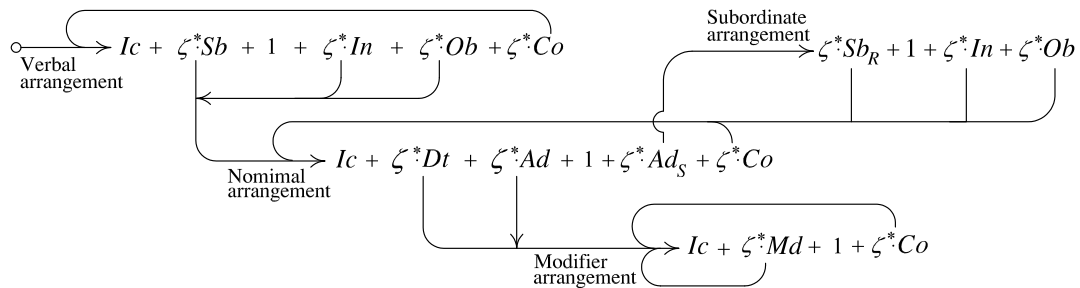 Subordinate
arrangement
Ic + ζ*Sb + 1 + ζ*In + ζ*Ob + ζ*Co
ζ*Sb_R + 1 + ζ*In + ζ*Ob
Verbal
arrangement
Ic + ζ*Dt + ζ*Ad + 1 + ζ*Ad_S + ζ*Co
Nomimal
arrangement
Ic + ζ*Md + 1 + ζ*Co
Modifier
arrangement